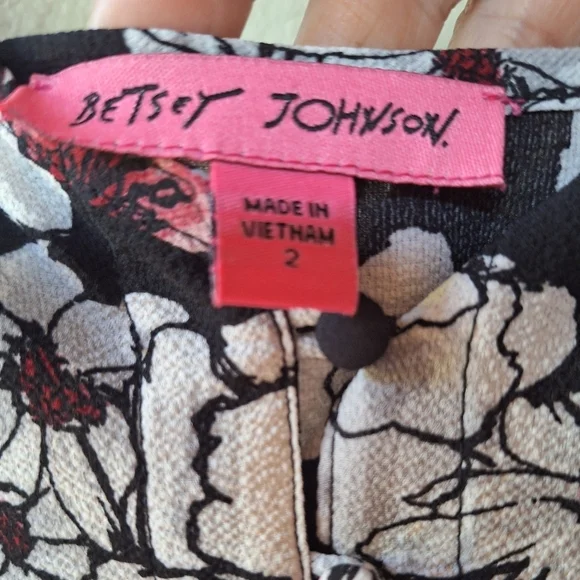 BETSEY JOHNSON.
MADE IN
VIETNAM
2